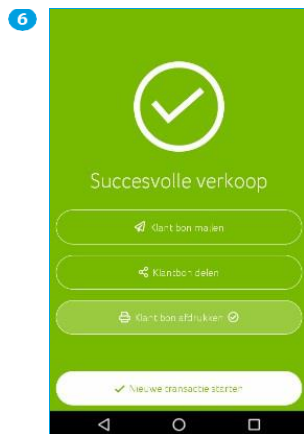 6
Succesvolle verkoop
Klant bon mailen
Klantbon delen
Klant bon afdrukken
Nieuwe transactie starten